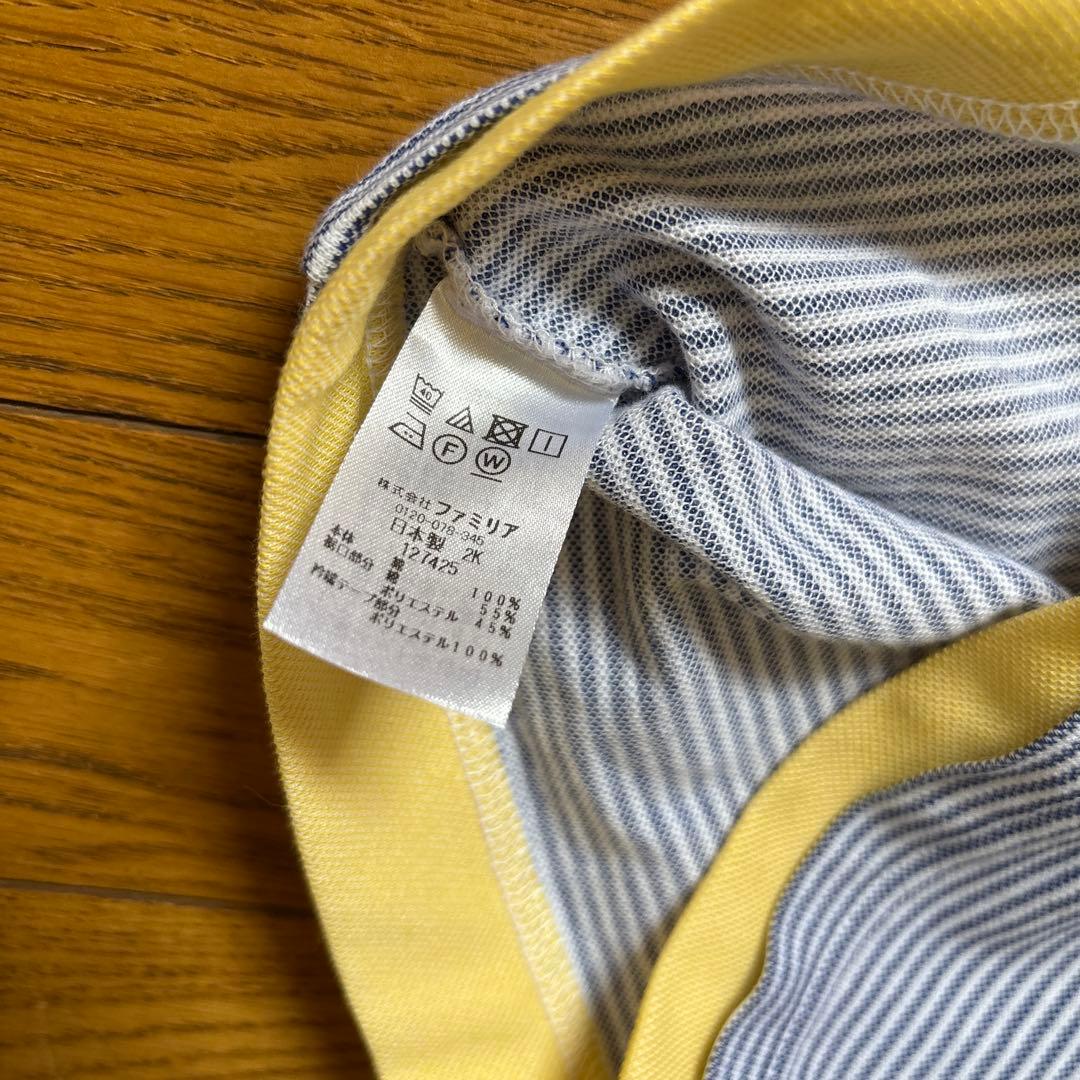 40
F W
株式会社 ファミリア
0120-078-345
日本製 2K
127425
本体 綿 100%
裾口部分 綿 55%
ポリエステル 45%
衿縫テープ部分
ポリエステル100%